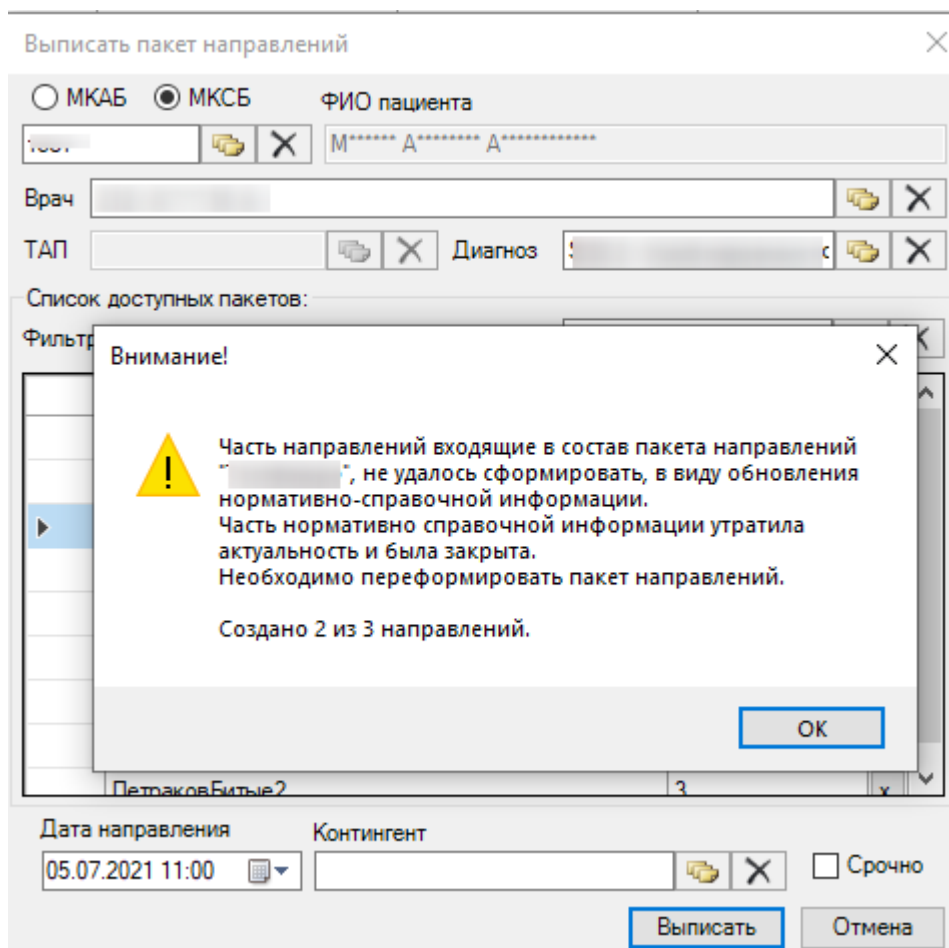 Выписать пакет направлений
МКАБ МКСБ ФИО пациента
М****** А******** А************
Врач
ТАП Диагноз
Список доступных пакетов:
Внимание!
Часть направлений входящие в состав пакета направлений
", не удалось сформировать, в виду обновления
нормативно-справочной информации.
Часть нормативно справочной информации утратила
актуальность и была закрыта.
Необходимо переформировать пакет направлений.
Создано 2 из 3 направлений.
ОК
ПетраковБитые2 3 x
Дата направления Контингент
05.07.2021 11:00 Срочно
Выписать Отмена